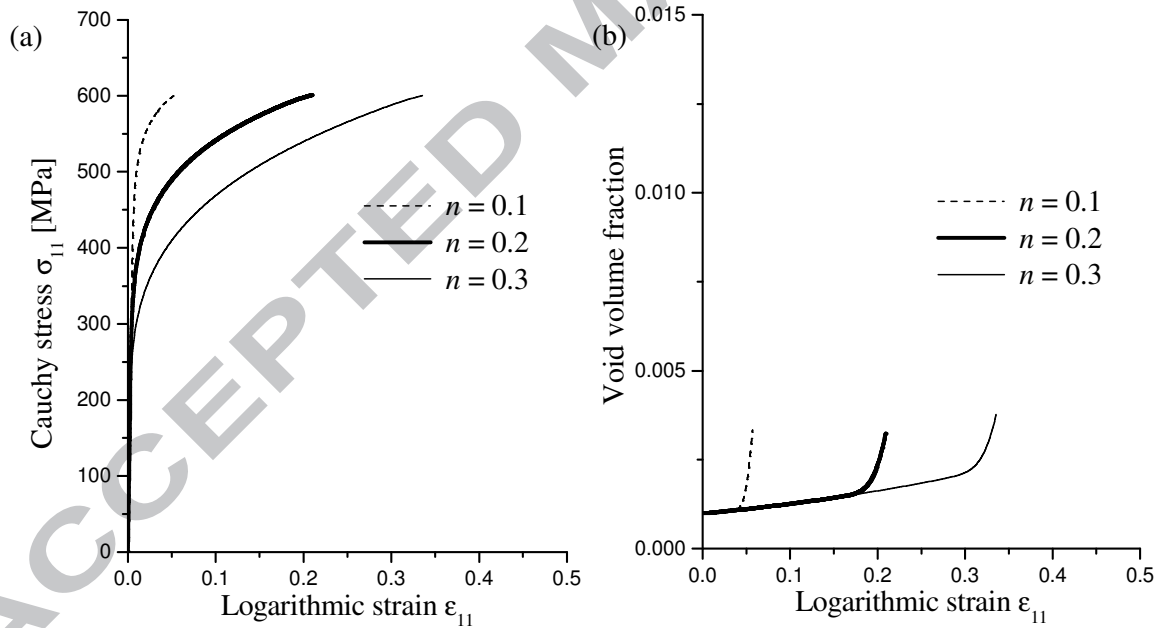 (a)
700
600
500
400
300
200
100
0
Cauchy stress σ₁₁ [MPa]
n = 0.1
n = 0.2
n = 0.3
0.0 0.1 0.2 0.3 0.4 0.5
Logarithmic strain ε₁₁
(b)
0.015
0.010
0.005
0.000
Void volume fraction
n = 0.1
n = 0.2
n = 0.3
0.0 0.1 0.2 0.3 0.4 0.5
Logarithmic strain ε₁₁
ACCEPTED MA